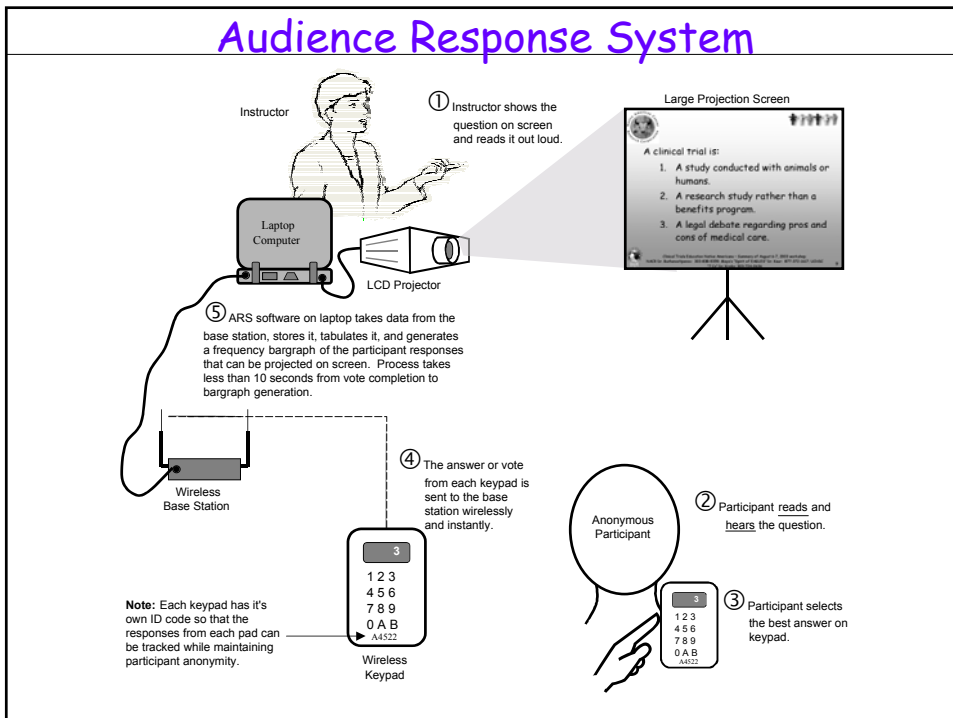 Audience Response System
Instructor
① Instructor shows the
question on screen
and reads it out loud.
Large Projection Screen
A clinical trial is:
1. A study conducted with animals or
humans.
2. A research study rather than a
benefits program.
3. A legal debate regarding pros and
cons of medical care.
Laptop
Computer
LCD Projector
⑤ ARS software on laptop takes data from the
base station, stores it, tabulates it, and generates
a frequency bargraph of the participant responses
that can be projected on screen. Process takes
less than 10 seconds from vote completion to
bargraph generation.
Wireless
Base Station
④ The answer or vote
from each keypad is
sent to the base
station wirelessly
and instantly.
Anonymous
Participant
② Participant reads and
hears the question.
3
1 2 3
4 5 6
7 8 9
0 A B
A4522
Wireless
Keypad
Note: Each keypad has it's
own ID code so that the
responses from each pad can
be tracked while maintaining
participant anonymity.
3
1 2 3
4 5 6
7 8 9
0 A B
A4522
③ Participant selects
the best answer on
keypad.